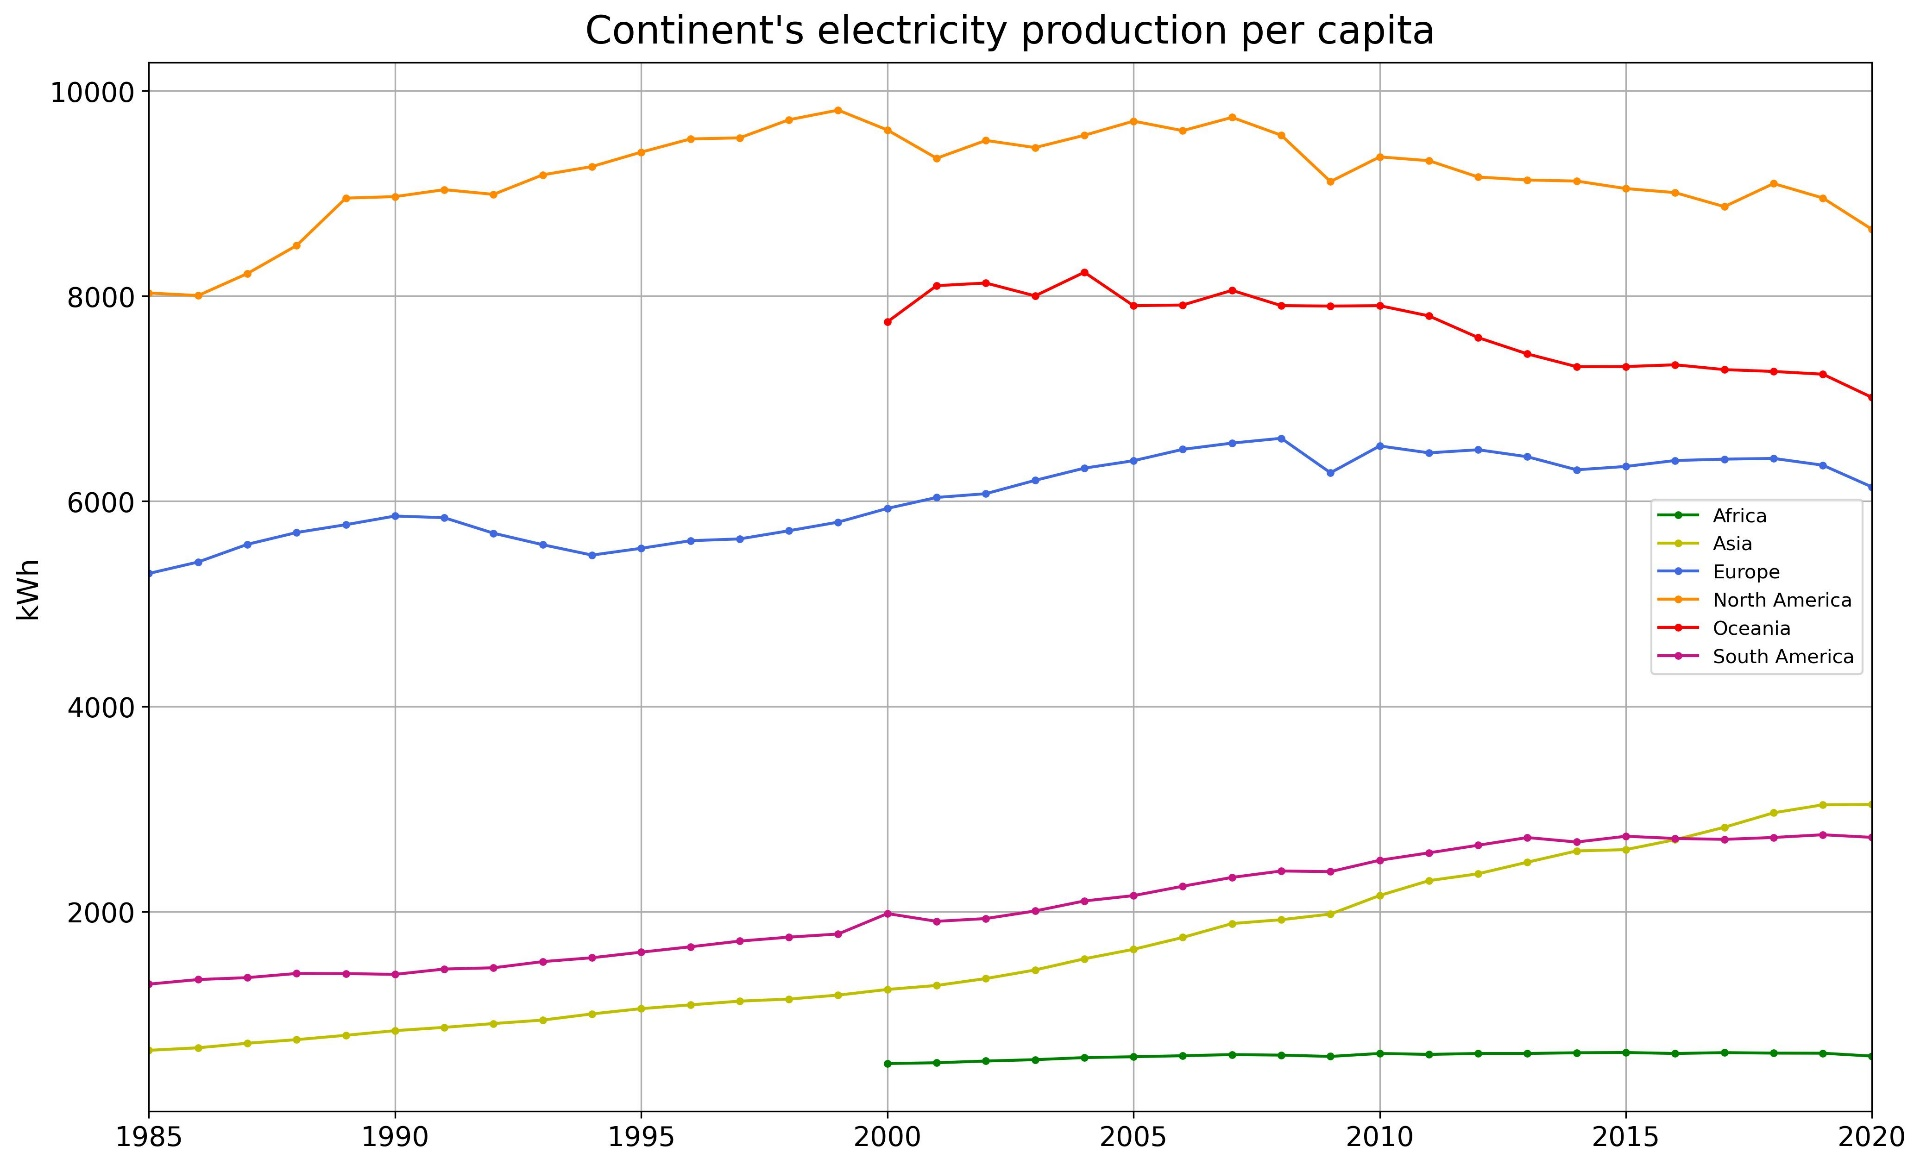 Continent's electricity production per capita
10000
8000
6000
4000
2000
kWh
Africa
Asia
Europe
North America
Oceania
South America
1985 1990 1995 2000 2005 2010 2015 2020